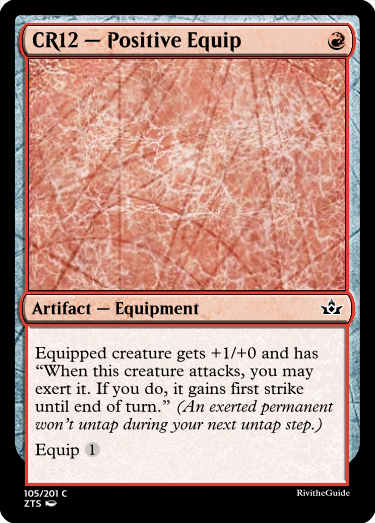 CR12 — Positive Equip
Artifact — Equipment
Equipped creature gets +1/+0 and has
“When this creature attacks, you may
exert it. If you do, it gains first strike
until end of turn.” (An exerted permanent
won’t untap during your next untap step.)
Equip 1
105/201 C
ZTS
RivitheGuide